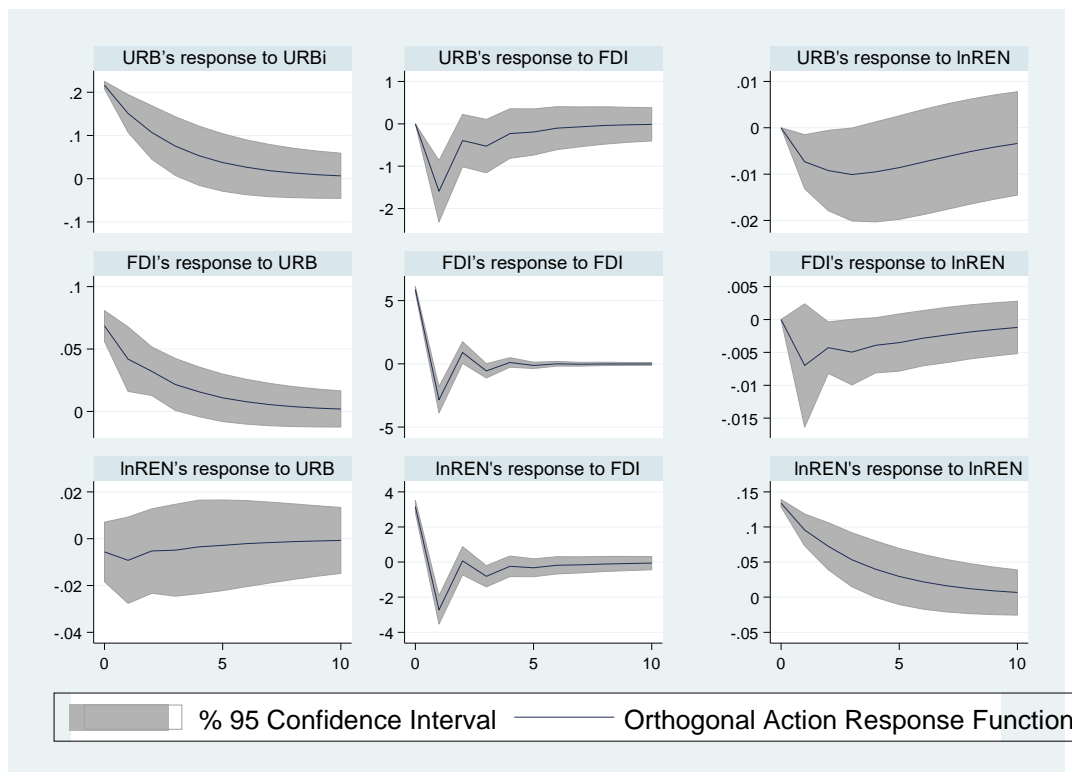 URB’s response to URBi
.2
.1
0
-.1
URB's response to FDI
1
0
-1
-2
URB's response to lnREN
.01
0
-.01
-.02
FDI’s response to URB
.1
.05
0
FDI’s response to FDI
5
0
-5
FDI's response to lnREN
.005
0
-.005
-.01
-.015
lnREN’s response to URB
.02
0
-.02
-.04
0 5 10
lnREN's response to FDI
4
2
0
-2
-4
0 5 10
lnREN's response to lnREN
.15
.1
.05
0
-.05
0 5 10
% 95 Confidence Interval Orthogonal Action Response Function